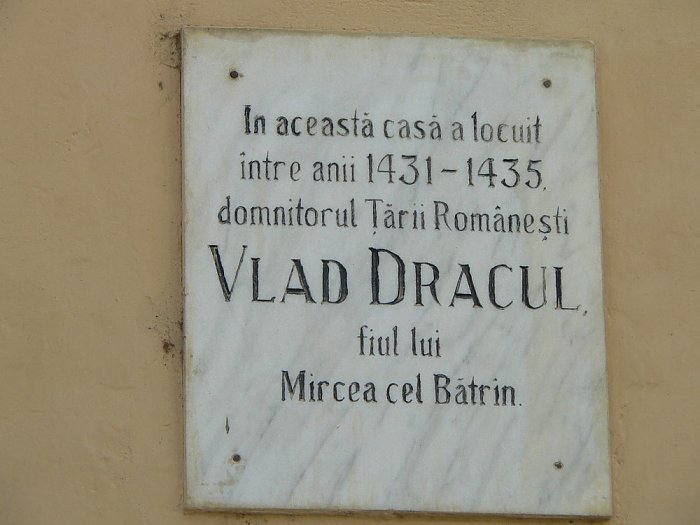 In această casă a locuit
între anii 1431-1435,
domnitorul Țării Românești
VLAD DRACUL,
fiul lui
Mircea cel Bătrin.